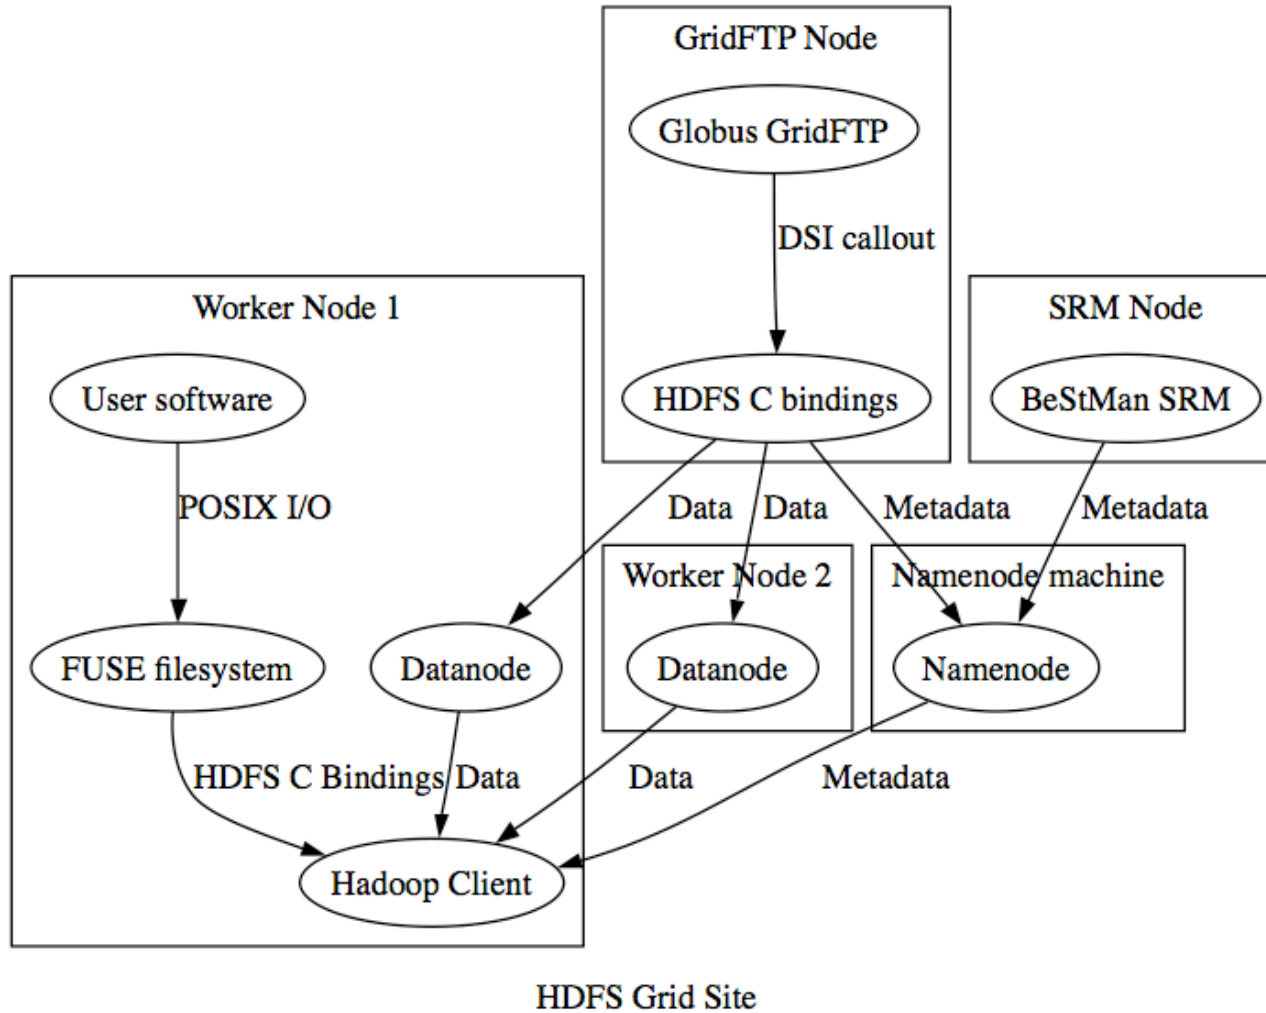 GridFTP Node
Globus GridFTP
DSI callout
Worker Node 1
SRM Node
User software
HDFS C bindings
BeStMan SRM
POSIX I/O
Data
Data
Metadata
Metadata
Worker Node 2
Namenode machine
FUSE filesystem
Datanode
Datanode
Namenode
HDFS C Bindings
Data
Data
Metadata
Hadoop Client
HDFS Grid Site